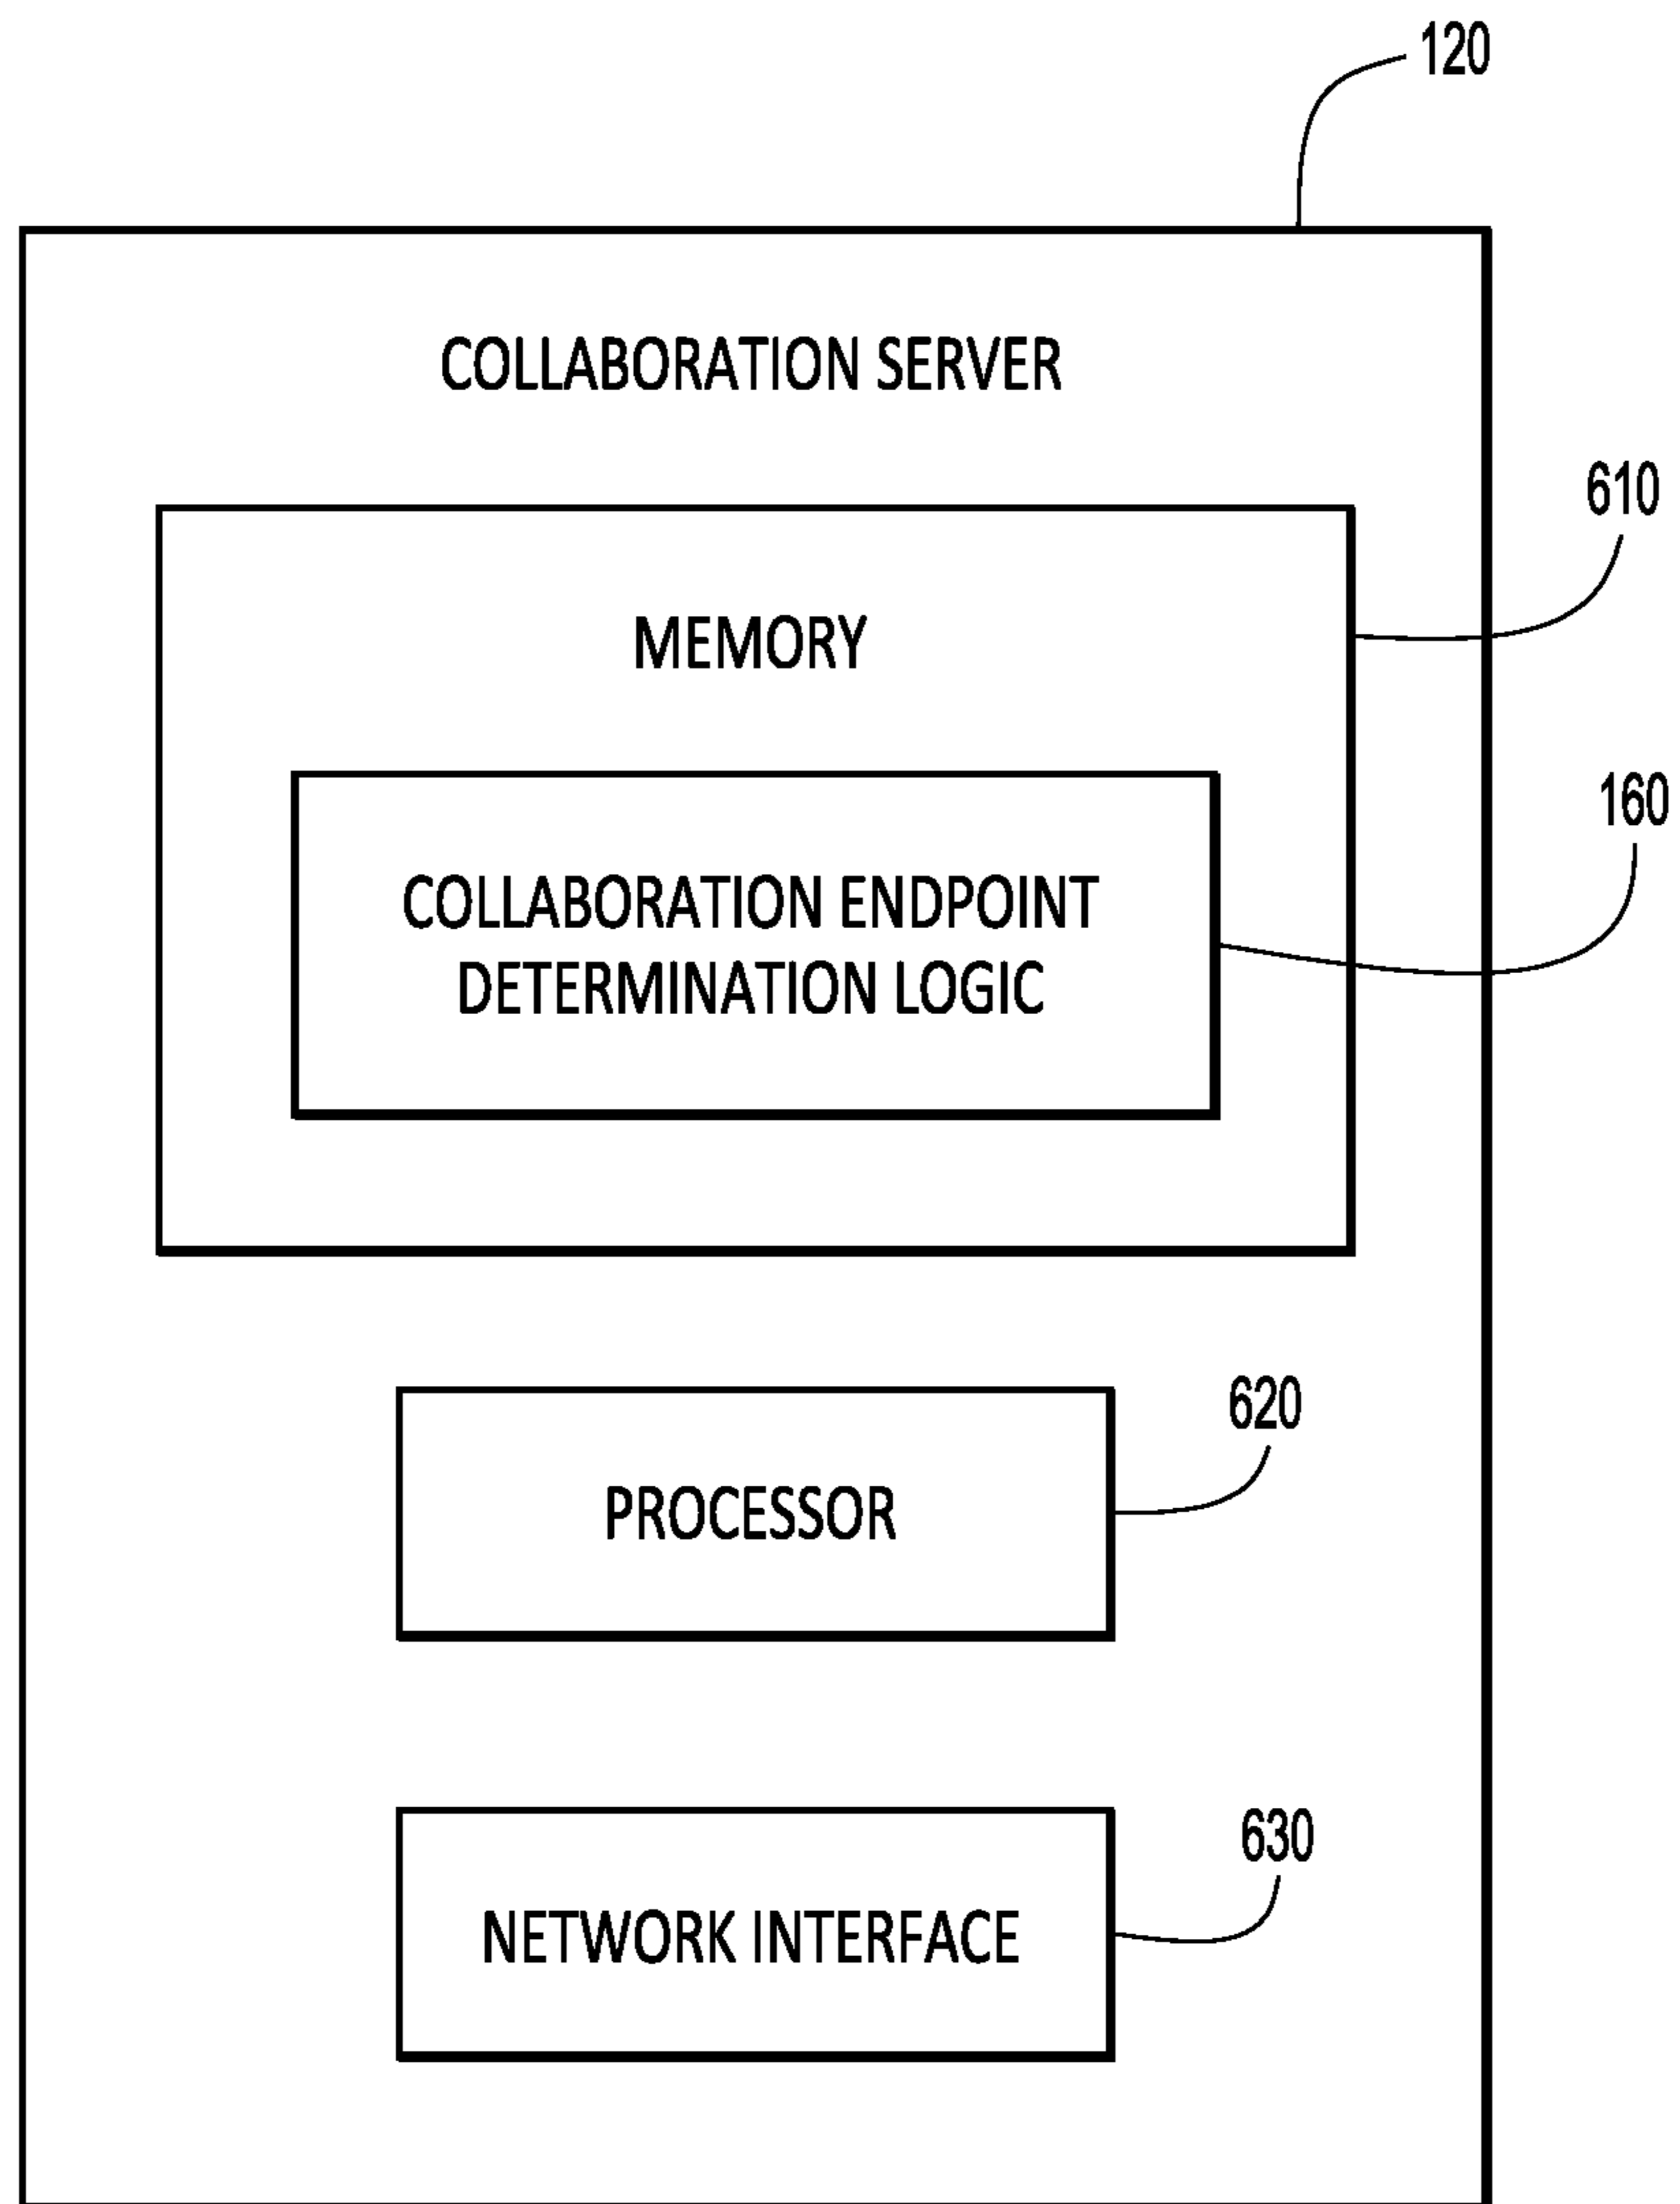 120
COLLABORATION SERVER
610
MEMORY
160
COLLABORATION ENDPOINT
DETERMINATION LOGIC
620
PROCESSOR
630
NETWORK INTERFACE